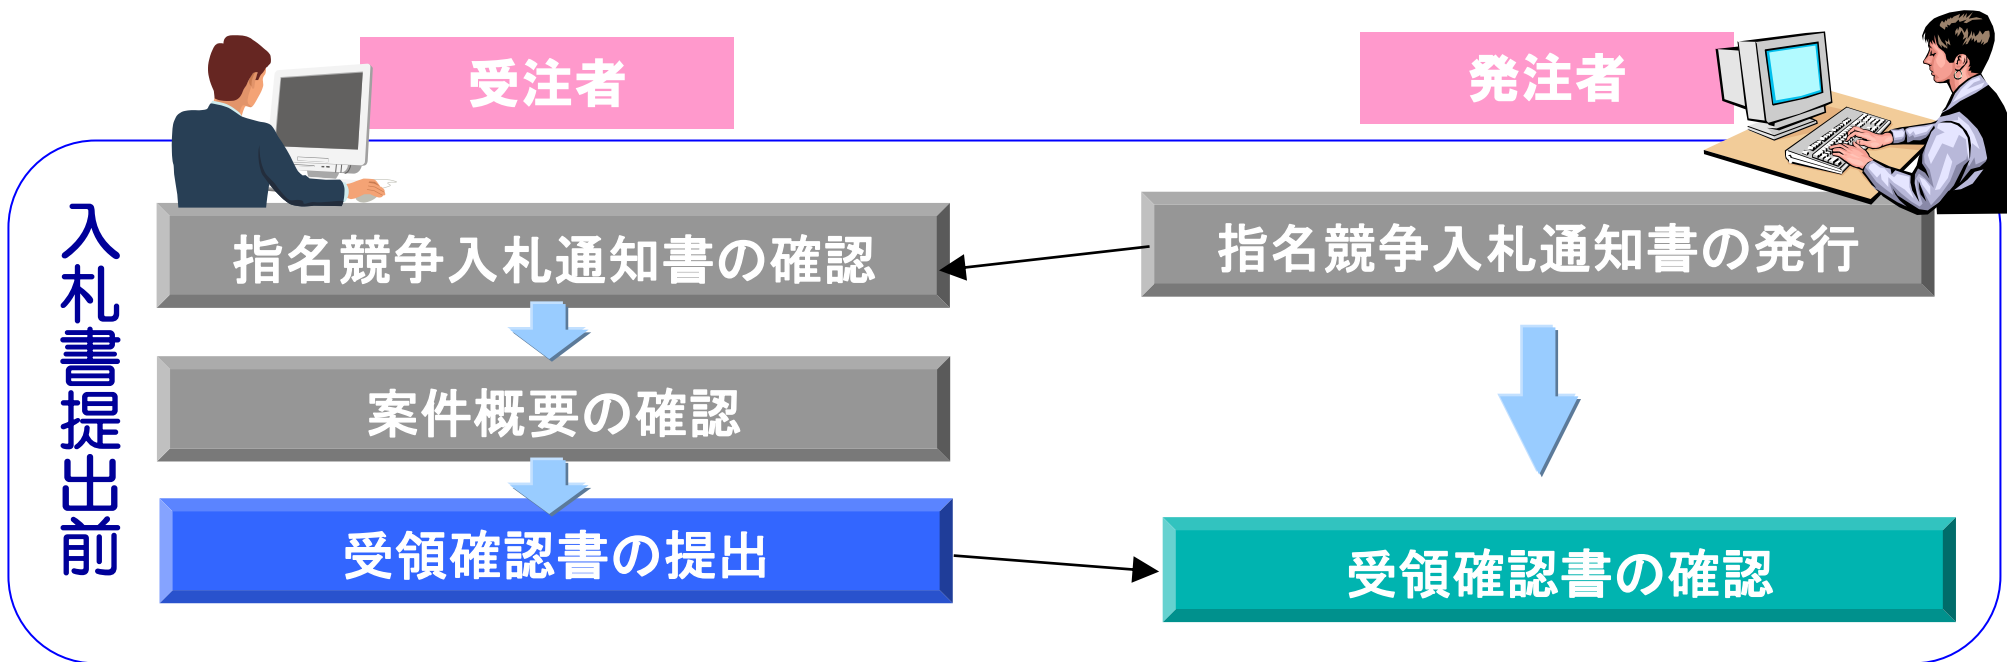 受注者
発注者
入札書提出前
指名競争入札通知書の確認
指名競争入札通知書の発行
案件概要の確認
受領確認書の提出
受領確認書の確認